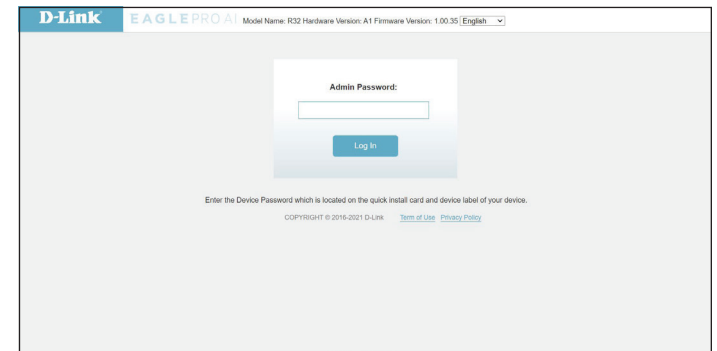 D-Link EAGLE PRO AI Model Name: R32 Hardware Version: A1 Firmware Version: 1.00.35 English
Admin Password:
Log In
Enter the Device Password which is located on the quick install card and device label of your device.
COPYRIGHT © 2016-2021 D-Link Term of Use Privacy Policy